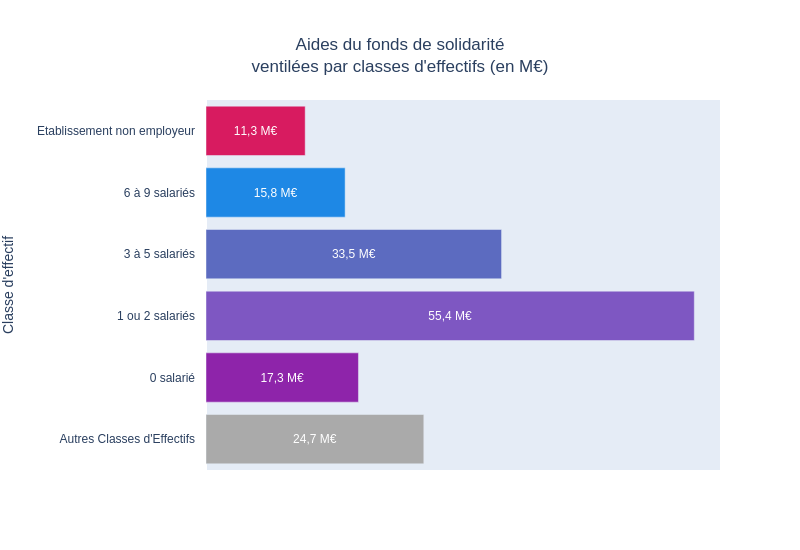 Aides du fonds de solidarité
ventilées par classes d'effectifs (en M€)
Classe d'effectif
Etablissement non employeur
11,3 M€
6 à 9 salariés
15,8 M€
3 à 5 salariés
33,5 M€
1 ou 2 salariés
55,4 M€
0 salarié
17,3 M€
Autres Classes d'Effectifs
24,7 M€